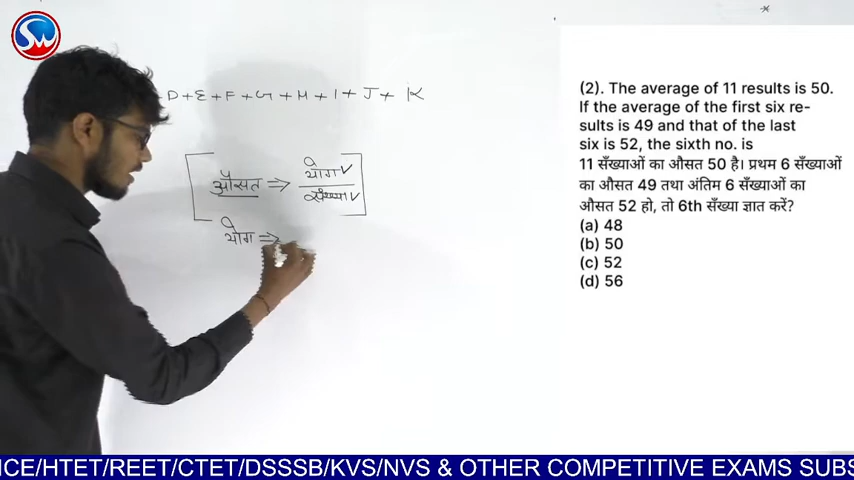 SW
D + E + F + G + H + I + J + K
औसत ⇒ योग ✓
संख्या ✓
योग ⇒
(2). The average of 11 results is 50.
If the average of the first six re-
sults is 49 and that of the last
six is 52, the sixth no. is
11 सँख्याओं का औसत 50 है। प्रथम 6 सँख्याओं
का औसत 49 तथा अंतिम 6 सँख्याओं का
औसत 52 हो, तो 6th सँख्या ज्ञात करें?
(a) 48
(b) 50
(c) 52
(d) 56
ICE/HTET/REET/CTET/DSSSB/KVS/NVS & OTHER COMPETITIVE EXAMS SUBS